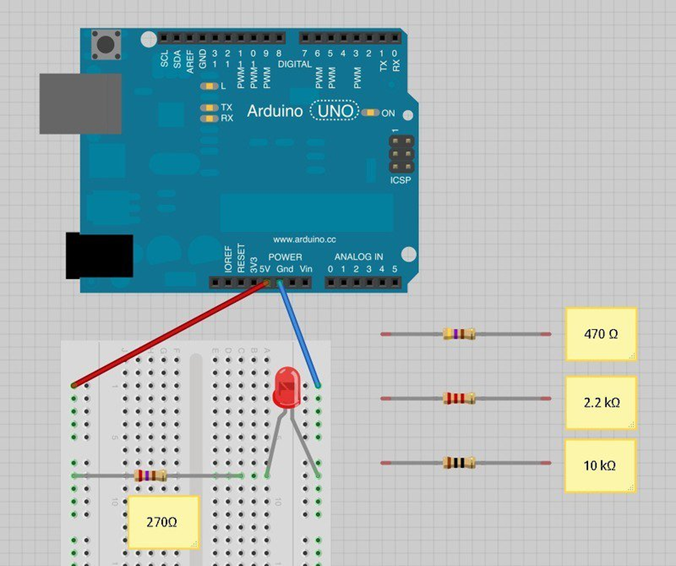 SCL
SDA
AREF
GND
13
12
PWM 11
PWM 10
PWM 9
8
DIGITAL
7
PWM 6
PWM 5
4
PWM 3
2
TX 1
RX 0
L
TX
RX
Arduino UNO
ON
1
ICSP
www.arduino.cc
POWER
ANALOG IN
IOREF
RESET
3V3
5V Gnd Vin
0 1 2 3 4 5
470 Ω
2.2 kΩ
10 kΩ
270Ω